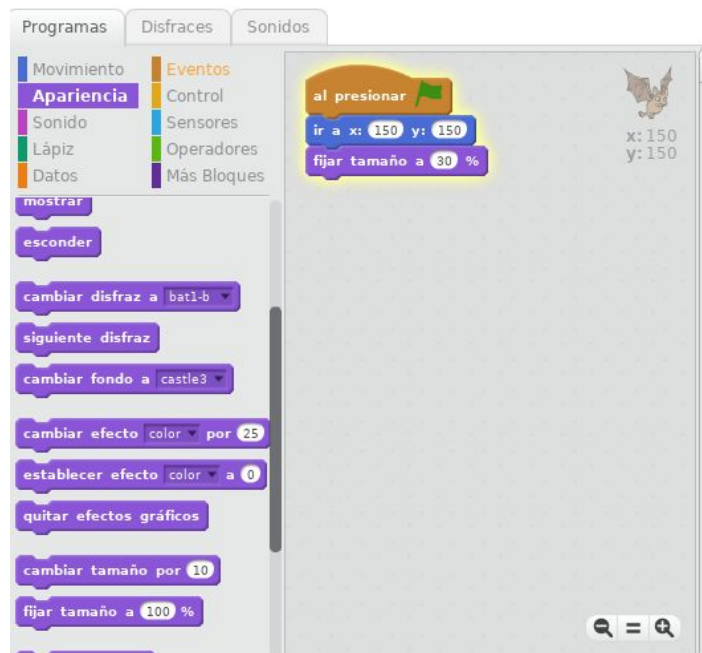 Programas Disfraces Sonidos
Movimiento Eventos
Apariencia Control
Sonido Sensores
Lápiz Operadores
Datos Más Bloques
mostrar
esconder
cambiar disfraz a bat1-b
siguiente disfraz
cambiar fondo a castle3
cambiar efecto color por 25
establecer efecto color a 0
quitar efectos gráficos
cambiar tamaño por 10
fijar tamaño a 100 %
al presionar
ir a x: 150 y: 150
fijar tamaño a 30 %
x: 150
y: 150